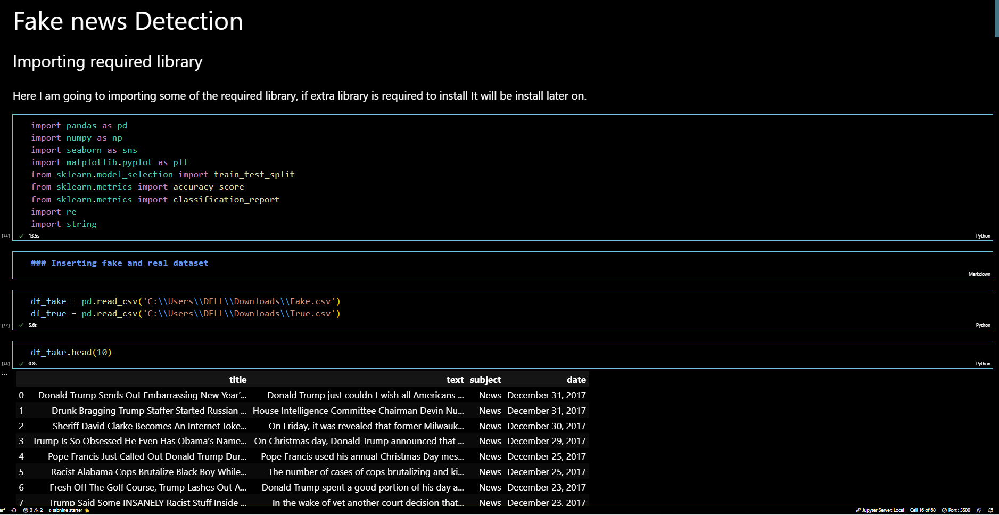 Fake news Detection
Importing required library
Here I am going to importing some of the required library, if extra library is required to install It will be install later on.
import pandas as pd
import numpy as np
import seaborn as sns
import matplotlib.pyplot as plt
from sklearn.model_selection import train_test_split
from sklearn.metrics import accuracy_score
from sklearn.metrics import classification_report
import re
import string
[11] ✓ 13.5s Python
### Inserting fake and real dataset
Markdown
df_fake = pd.read_csv('C:\\Users\\DELL\\Downloads\\Fake.csv')
df_true = pd.read_csv('C:\\Users\\DELL\\Downloads\\True.csv')
[12] ✓ 5.6s Python
df_fake.head(10)
[13] ✓ 0.8s Python
...
title text subject date
0 Donald Trump Sends Out Embarrassing New Year’... Donald Trump just couldn t wish all Americans ... News December 31, 2017
1 Drunk Bragging Trump Staffer Started Russian ... House Intelligence Committee Chairman Devin Nu... News December 31, 2017
2 Sheriff David Clarke Becomes An Internet Joke... On Friday, it was revealed that former Milwauk... News December 30, 2017
3 Trump Is So Obsessed He Even Has Obama’s Name... On Christmas day, Donald Trump announced that ... News December 29, 2017
4 Pope Francis Just Called Out Donald Trump Dur... Pope Francis used his annual Christmas Day mes... News December 25, 2017
5 Racist Alabama Cops Brutalize Black Boy While... The number of cases of cops brutalizing and ki... News December 25, 2017
6 Fresh Off The Golf Course, Trump Lashes Out A... Donald Trump spent a good portion of his day a... News December 23, 2017
7 Trump Said Some INSANELY Racist Stuff Inside ... In the wake of yet another court decision that... News December 23, 2017
er* 0 2 tabnine starter Jupyter Server: Local Cell 16 of 68 Port : 5500